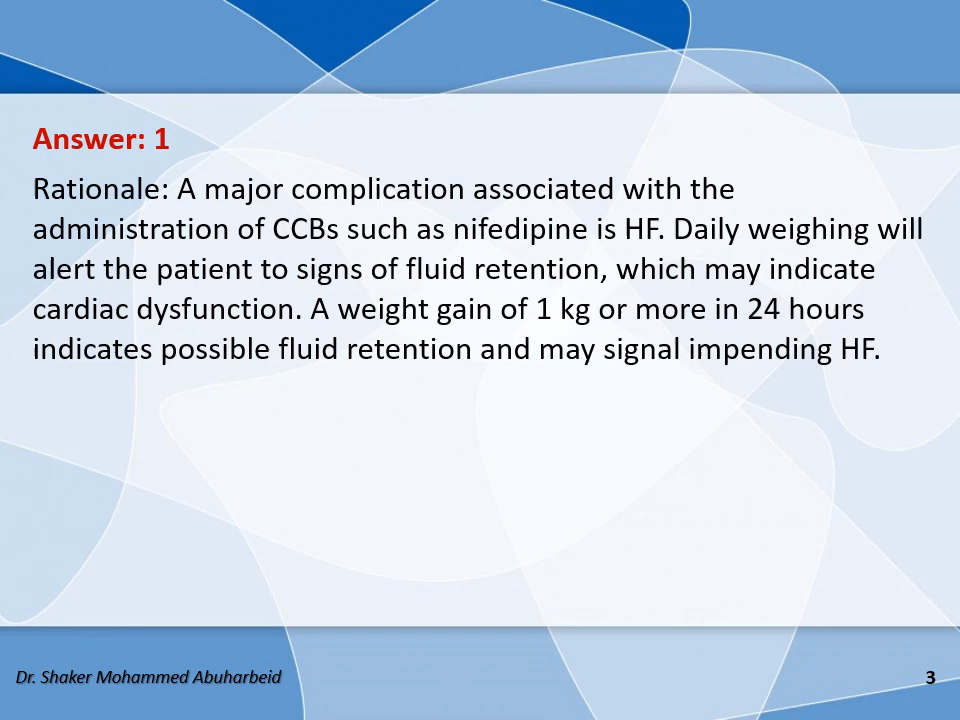 Answer: 1
Rationale: A major complication associated with the
administration of CCBs such as nifedipine is HF. Daily weighing will
alert the patient to signs of fluid retention, which may indicate
cardiac dysfunction. A weight gain of 1 kg or more in 24 hours
indicates possible fluid retention and may signal impending HF.
Dr. Shaker Mohammed Abuharbeid
3